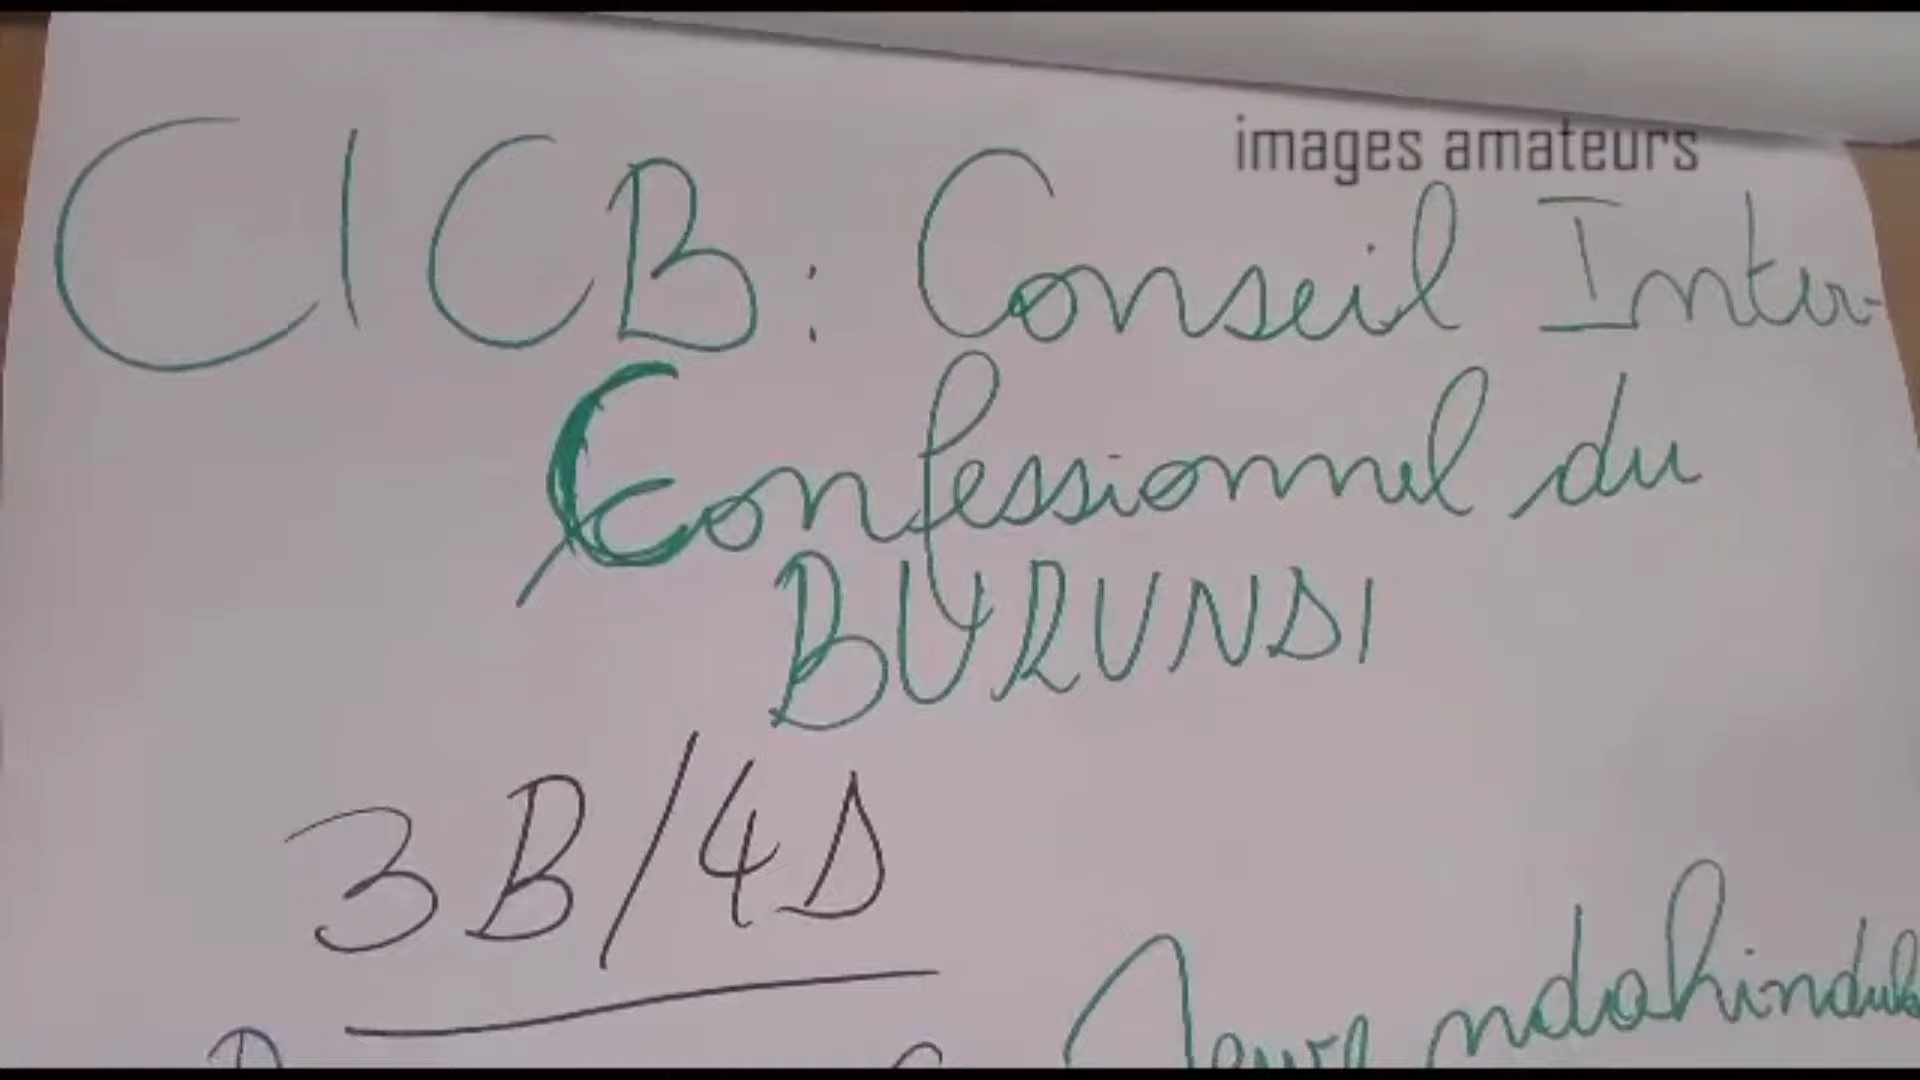 images amateurs
CICB: Conseil Inter-
Confessionnel du
BURUNDI
3B/4D